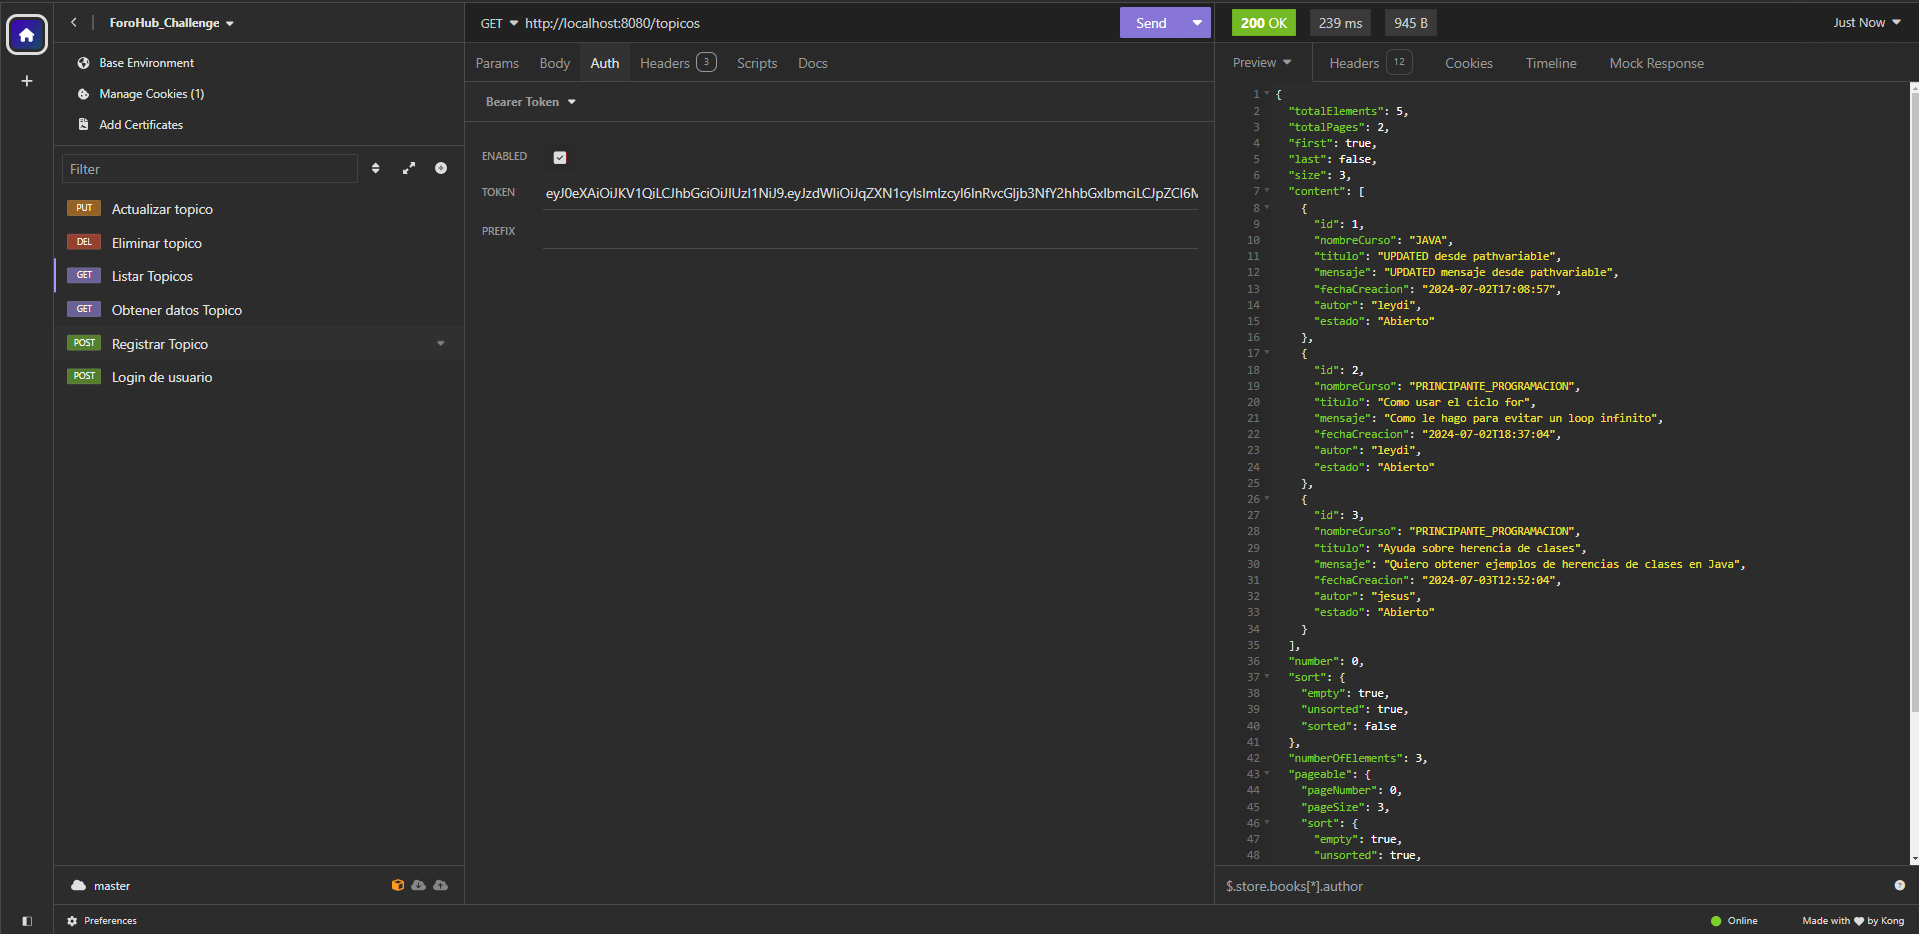 ForoHub_Challenge
Base Environment
Manage Cookies (1)
Add Certificates
Filter
PUT Actualizar topico
DEL Eliminar topico
GET Listar Topicos
GET Obtener datos Topico
POST Registrar Topico
POST Login de usuario
master
Preferences
GET http://localhost:8080/topicos Send
Params Body Auth Headers 3 Scripts Docs
Bearer Token
ENABLED
TOKEN
PREFIX
200 OK 239 ms 945 B Just Now
Preview Headers 12 Cookies Timeline Mock Response
1 {
2 "totalElements": 5,
3 "totalPages": 2,
4 "first": true,
5 "last": false,
6 "size": 3,
7 "content": [
8 {
9 "id": 1,
10 "nombreCurso": "JAVA",
11 "titulo": "UPDATED desde pathvariable",
12 "mensaje": "UPDATED mensaje desde pathvariable",
13 "fechaCreacion": "2024-07-02T17:08:57",
14 "autor": "leydi",
15 "estado": "Abierto"
16 },
17 {
18 "id": 2,
19 "nombreCurso": "PRINCIPANTE_PROGRAMACION",
20 "titulo": "Como usar el ciclo for",
21 "mensaje": "Como le hago para evitar un loop infinito",
22 "fechaCreacion": "2024-07-02T18:37:04",
23 "autor": "leydi",
24 "estado": "Abierto"
25 },
26 {
27 "id": 3,
28 "nombreCurso": "PRINCIPANTE_PROGRAMACION",
29 "titulo": "Ayuda sobre herencia de clases",
30 "mensaje": "Quiero obtener ejemplos de herencias de clases en Java",
31 "fechaCreacion": "2024-07-03T12:52:04",
32 "autor": "jesus",
33 "estado": "Abierto"
34 }
35 ],
36 "number": 0,
37 "sort": {
38 "empty": true,
39 "unsorted": true,
40 "sorted": false
41 },
42 "numberOfElements": 3,
43 "pageable": {
44 "pageNumber": 0,
45 "pageSize": 3,
46 "sort": {
47 "empty": true,
48 "unsorted": true,
$.store.books[*].author
Online Made with by Kong